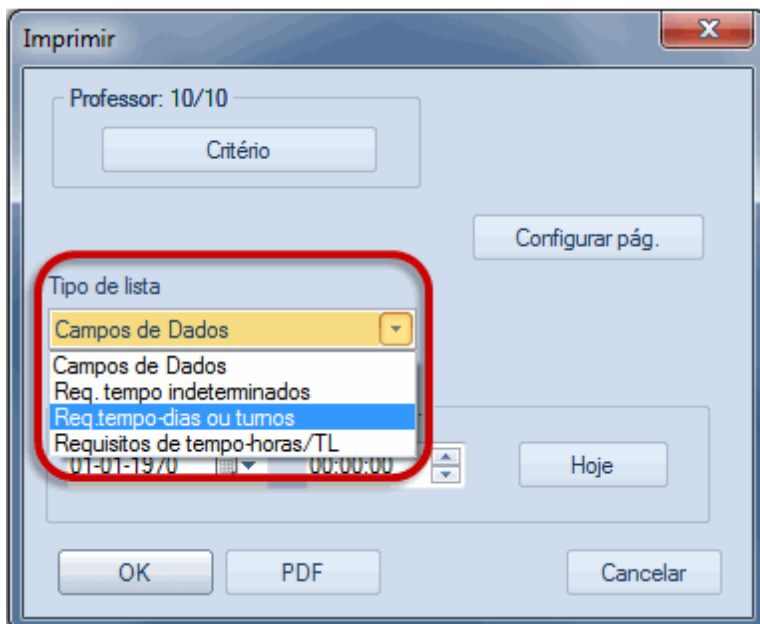 Imprimir
Professor: 10/10
Critério
Configurar pág.
Tipo de lista
Campos de Dados
Campos de Dados
Req. tempo indeterminados
Req.tempo-dias ou turnos
Requisitos de tempo-horas/TL
01-01-1970 00:00:00 Hoje
OK PDF Cancelar